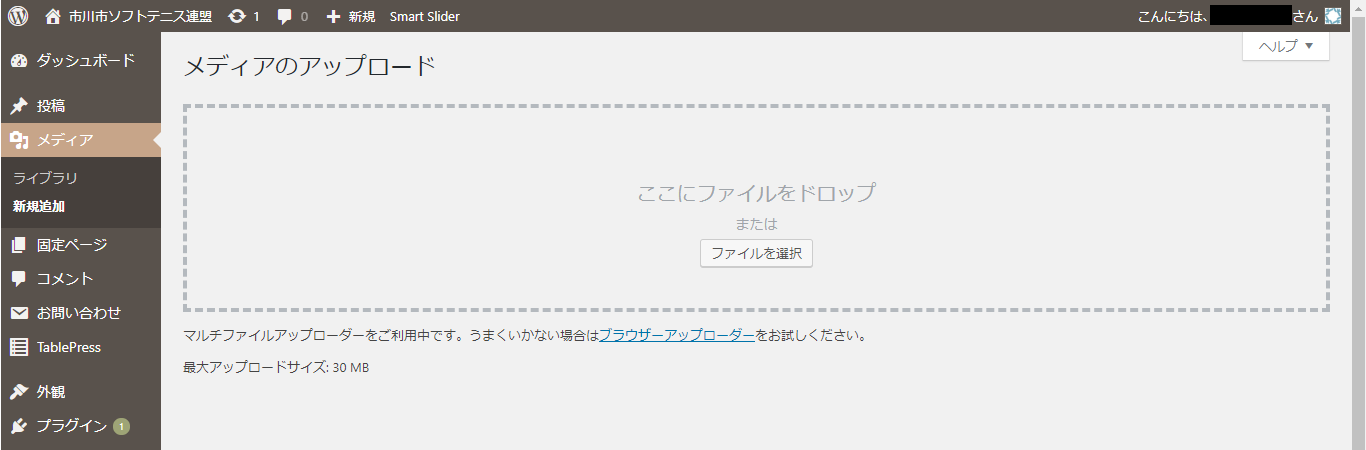 市川市ソフトテニス連盟 1 0 新規 Smart Slider こんにちは、 さん
ヘルプ
ダッシュボード
投稿
メディア
ライブラリ
新規追加
固定ページ
コメント
お問い合わせ
TablePress
外観
プラグイン 1
メディアのアップロード
ここにファイルをドロップ
または
ファイルを選択
マルチファイルアップローダーをご利用中です。うまくいかない場合はブラウザーアップローダーをお試しください。
最大アップロードサイズ: 30 MB